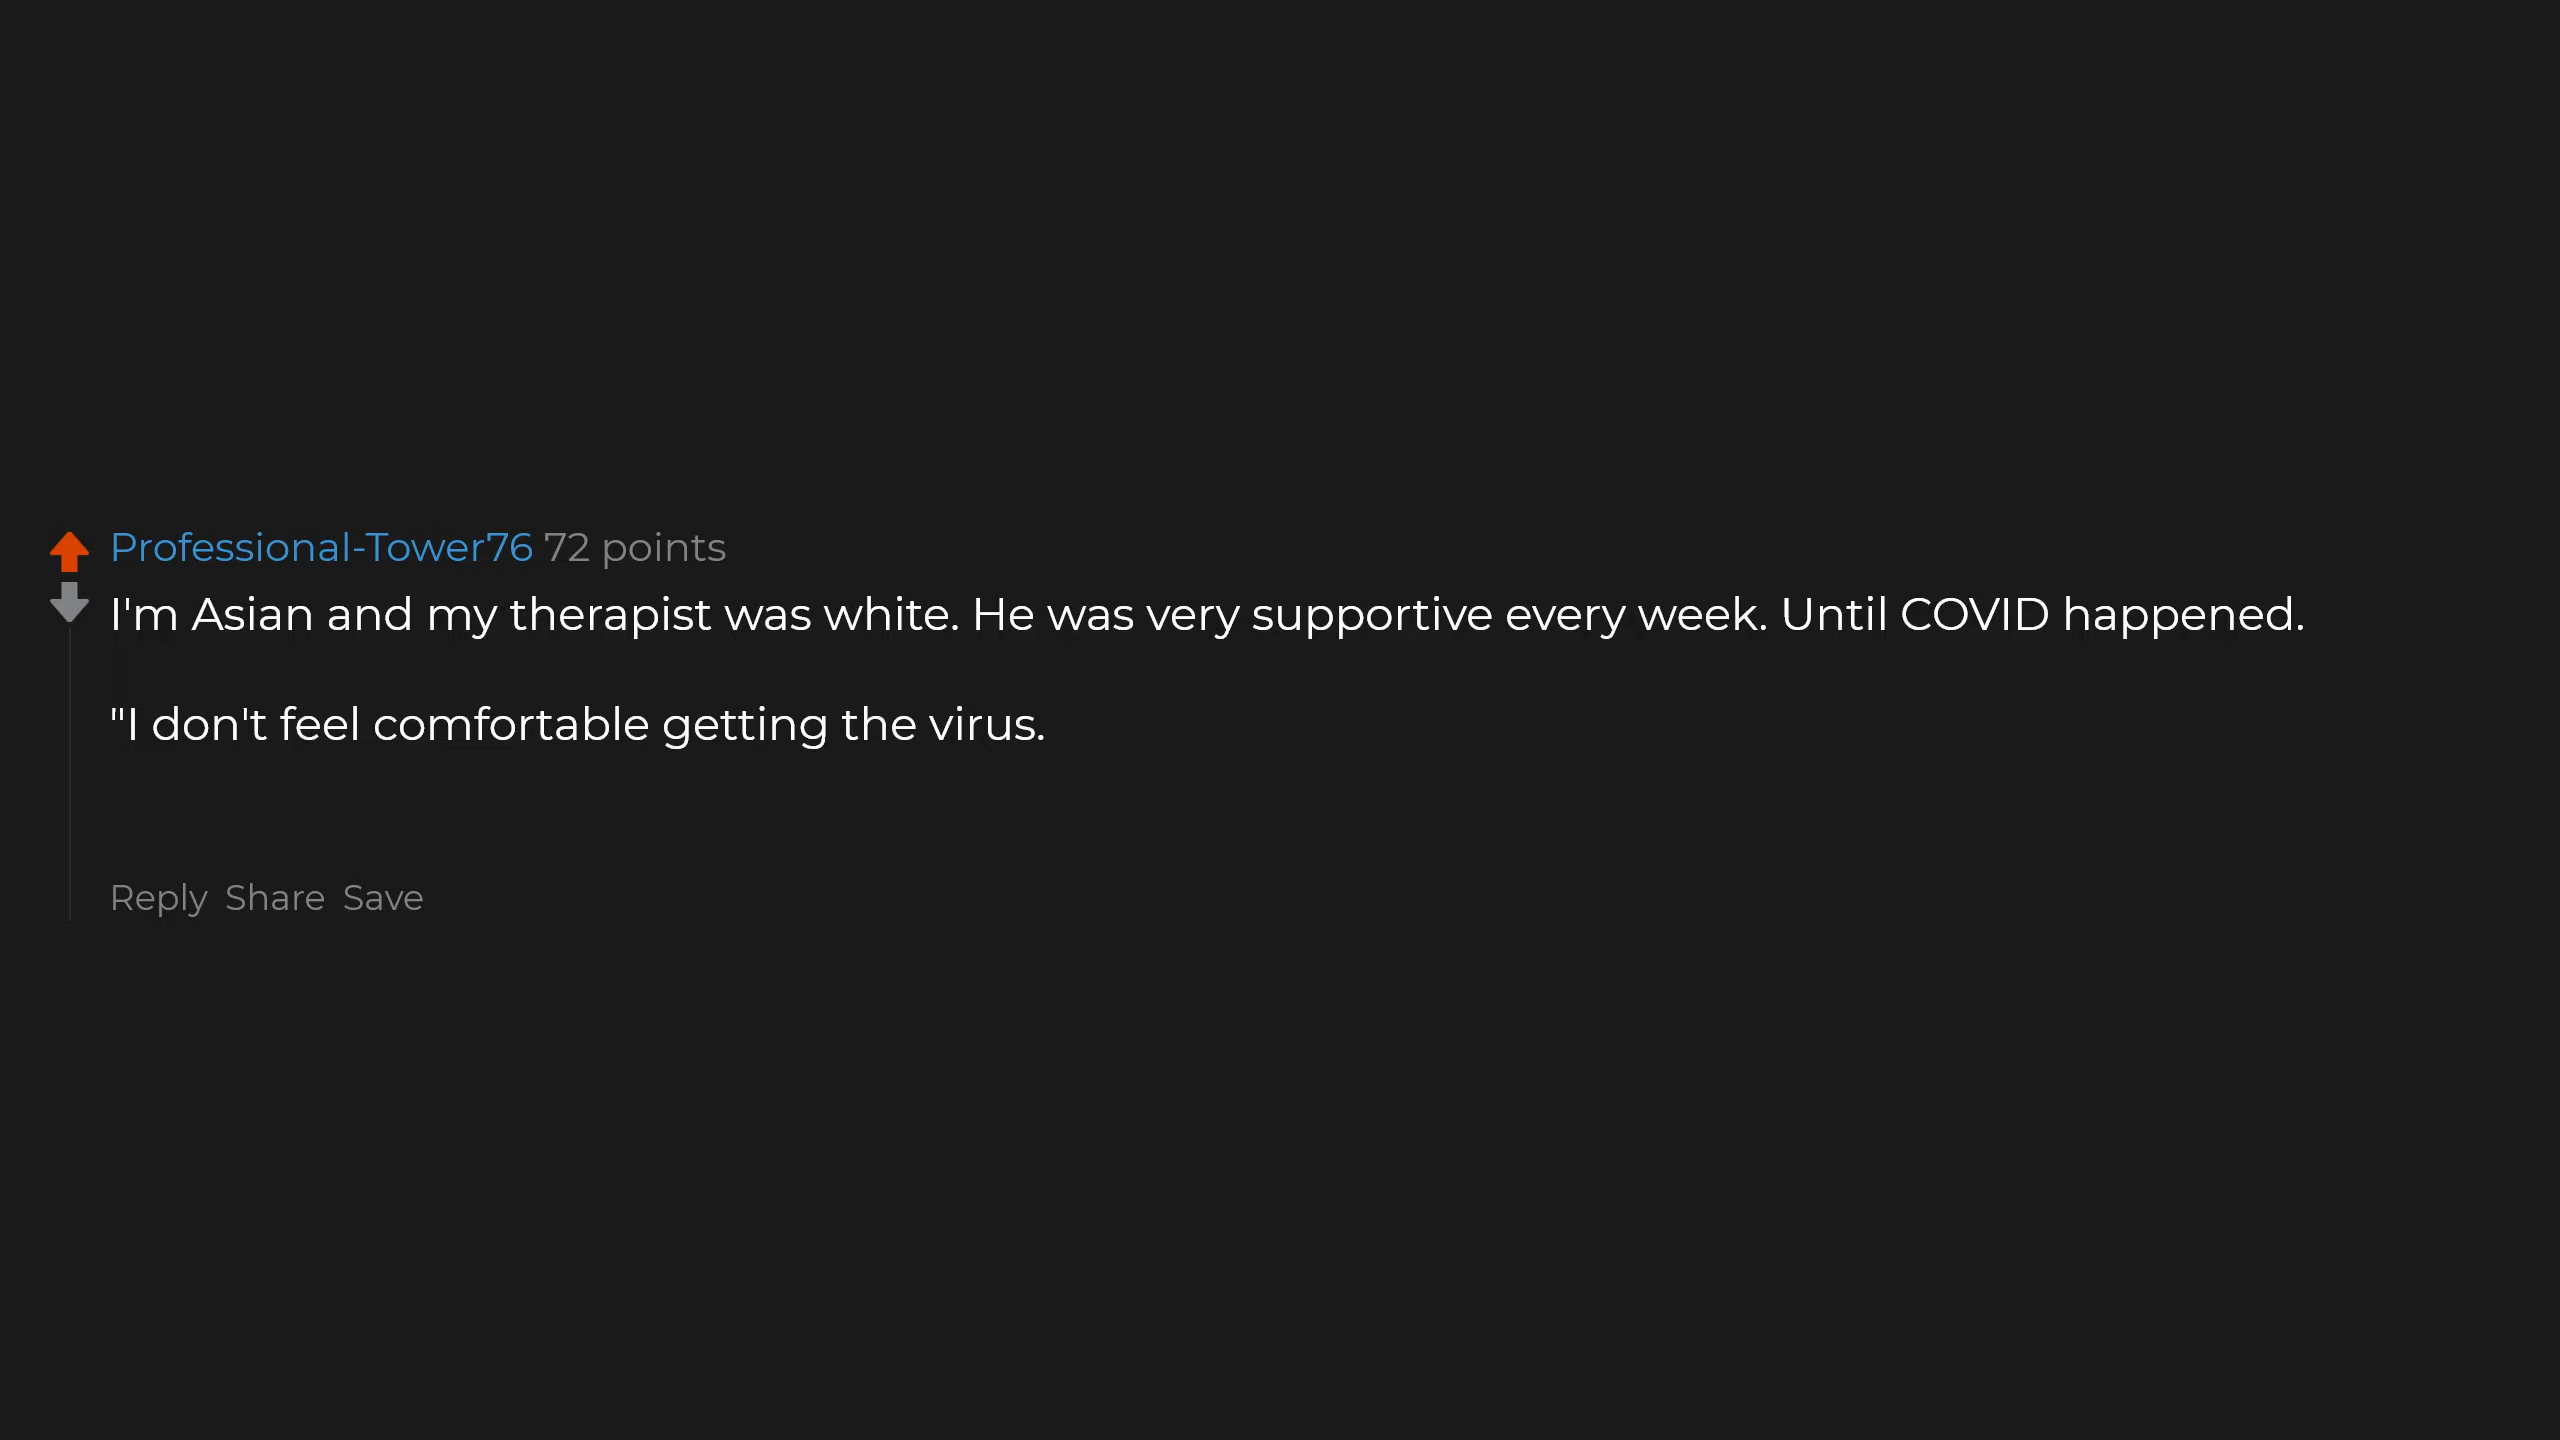 Professional-Tower76 72 points
I'm Asian and my therapist was white. He was very supportive every week. Until COVID happened.
"I don't feel comfortable getting the virus.
Reply Share Save